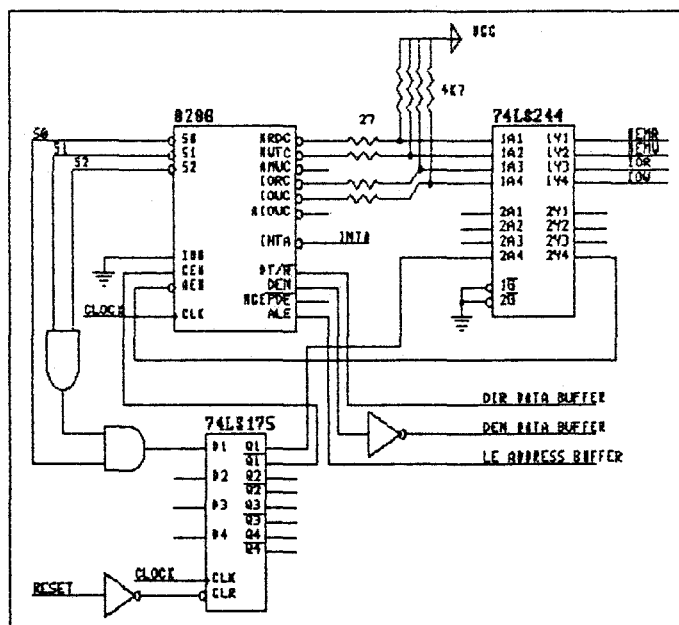 VCC
4K7
27
8288
74LS244
S0
S1
S2
S0
S1
S2
MRDC
MWTC
AMWC
IORC
IOWC
AIOWC
INTA
INTA
IOB
CEN
AEN
CLOCK
CLK
DT/R
DEN
MCEPDE
ALE
1A1
1A2
1A3
1A4
2A1
2A2
2A3
2A4
1G
2G
1Y1
1Y2
1Y3
1Y4
2Y1
2Y2
2Y3
2Y4
MEMR
MEMW
IOR
IOW
DIR DATA BUFFER
DEN DATA BUFFER
LE ADDRESS BUFFER
74LS175
D1
D2
D3
D4
Q1
Q1
Q2
Q2
Q3
Q3
Q4
Q4
CLOCK
CLK
RESET
CLR